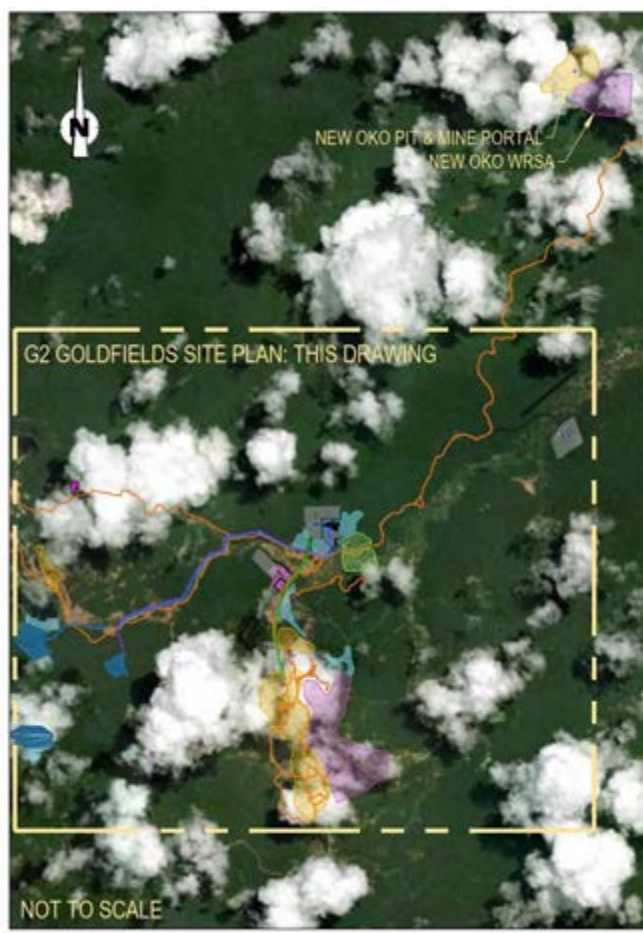 N
NEW OKO PIT & MINE PORTAL
NEW OKO WRSA
G2 GOLDFIELDS SITE PLAN: THIS DRAWING
NOT TO SCALE